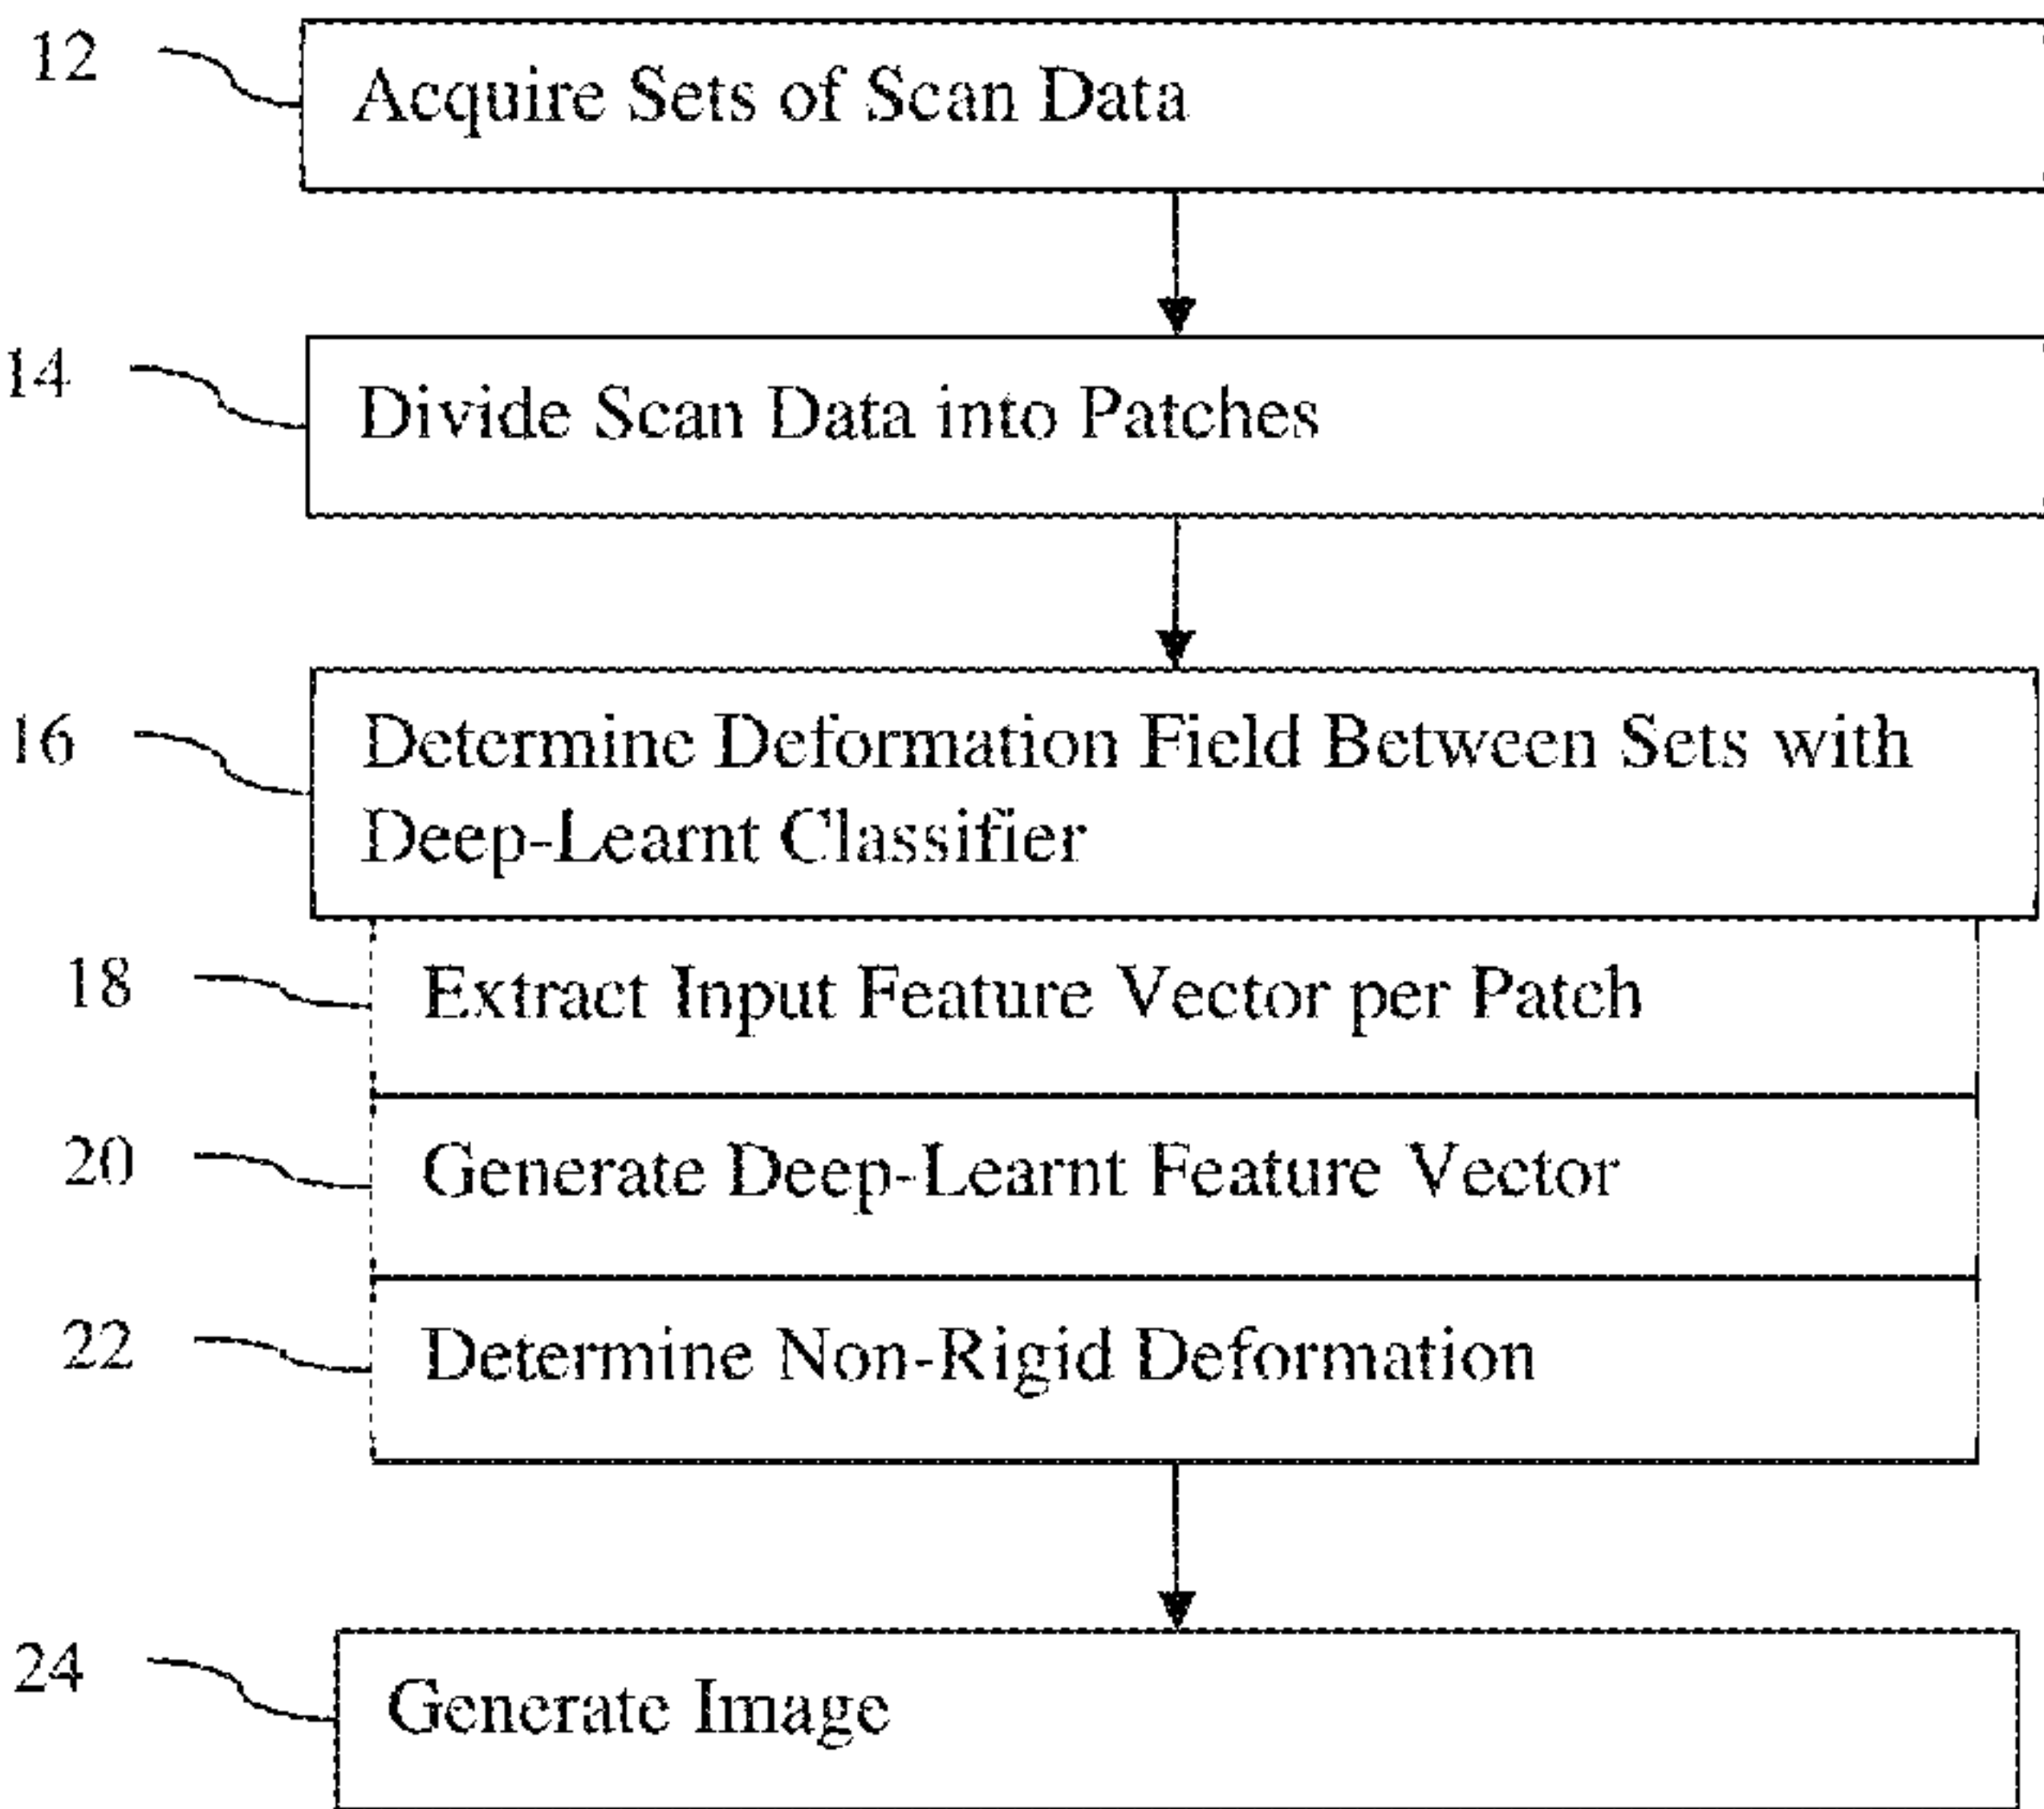 12
Acquire Sets of Scan Data
14
Divide Scan Data into Patches
16
Determine Deformation Field Between Sets with
Deep-Learnt Classifier
18
Extract Input Feature Vector per Patch
20
Generate Deep-Learnt Feature Vector
22
Determine Non-Rigid Deformation
24
Generate Image